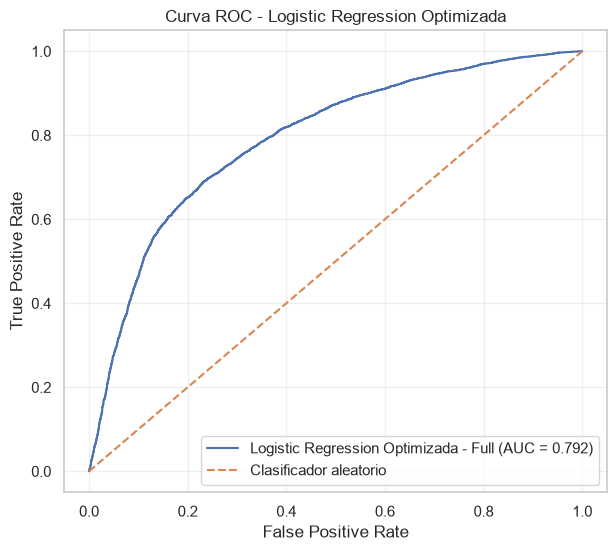 Curva ROC - Logistic Regression Optimizada
True Positive Rate
1.0
0.8
0.6
0.4
0.2
0.0
Logistic Regression Optimizada - Full (AUC = 0.792)
Clasificador aleatorio
0.0 0.2 0.4 0.6 0.8 1.0
False Positive Rate